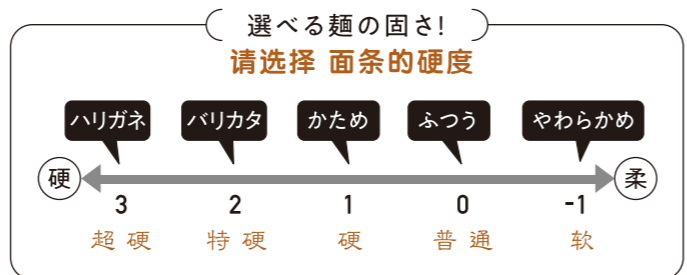 選べる麺の固さ!
请选择 面条的硬度
ハリガネ バリカタ かため ふつう やわらかめ
硬 柔
3 2 1 0 -1
超硬 特硬 硬 普通 软